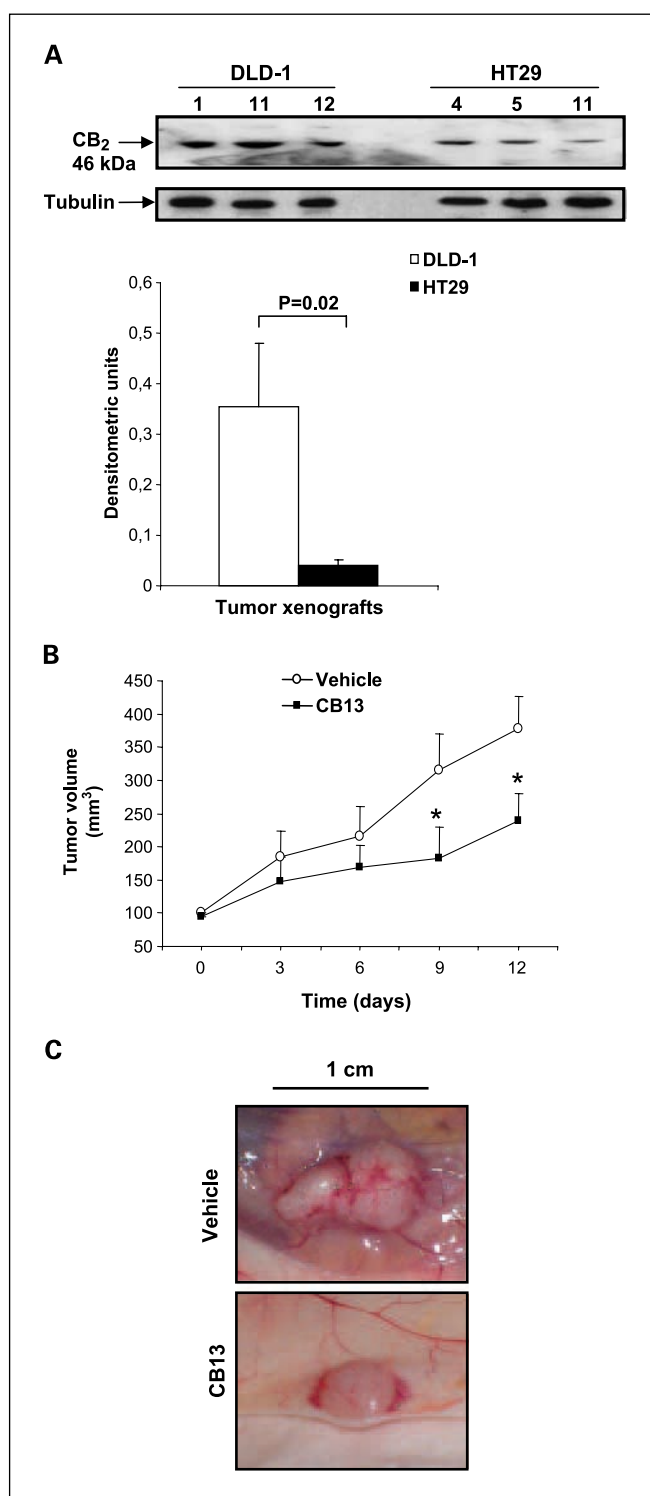 A
DLD-1 HT29
1 11 12 4 5 11
CB₂
46 kDa
Tubulin
DLD-1
HT29
0,6
P=0.02
0,5
0,4
0,3
0,2
0,1
0
Densitometric units
Tumor xenografts
B
Vehicle
CB13
450
400
350
300
250
200
150
100
50
Tumor volume
(mm³)
* *
0 3 6 9 12
Time (days)
C
1 cm
Vehicle
CB13